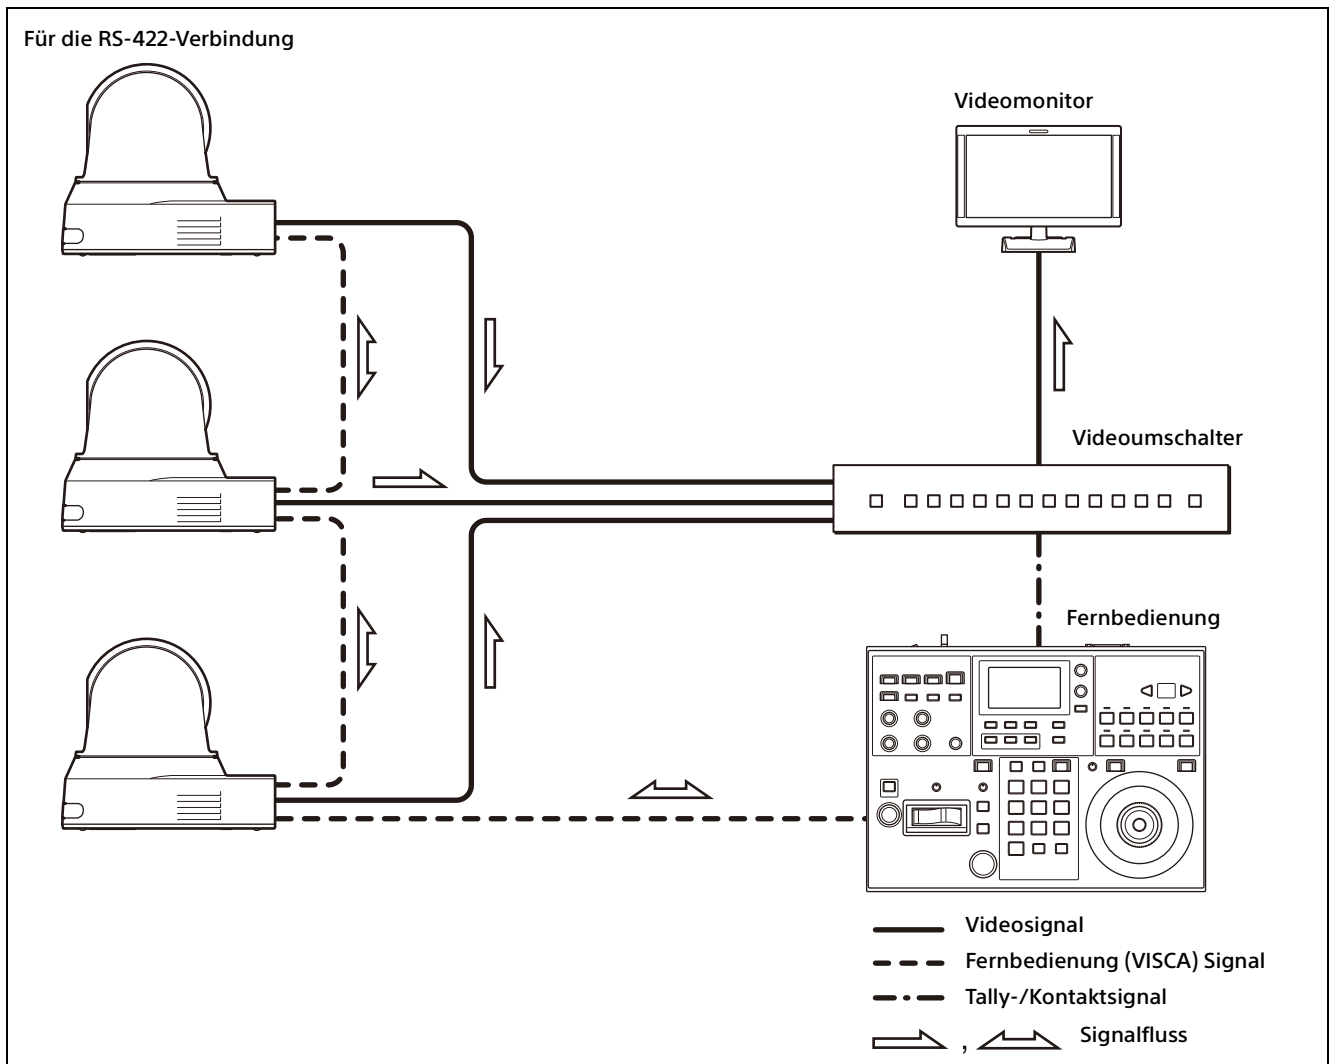 Für die RS-422-Verbindung
Videomonitor
Videoumschalter
Fernbedienung
Videosignal
Fernbedienung (VISCA) Signal
Tally-/Kontaktsignal
, Signalfluss